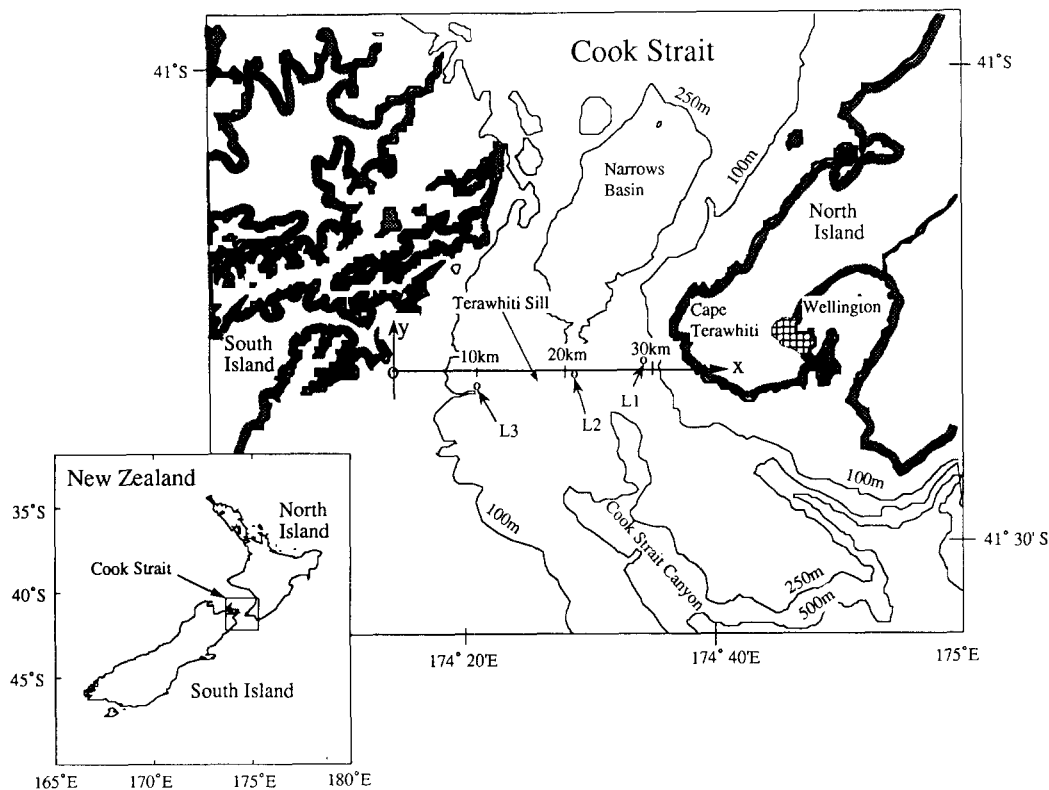 Cook Strait
41°S
41°S
250m
100m
Narrows
Basin
North
Island
Terawhiti Sill
Cape
Terawhiti
Wellington
South
Island
y
10km
20km
30km
x
O
L1
L2
L3
100m
100m
Cook Strait Canyon
250m
500m
41° 30' S
174° 20'E
174° 40'E
175°E
New Zealand
North
Island
Cook Strait
South Island
35°S
40°S
45°S
165°E
170°E
175°E
180°E